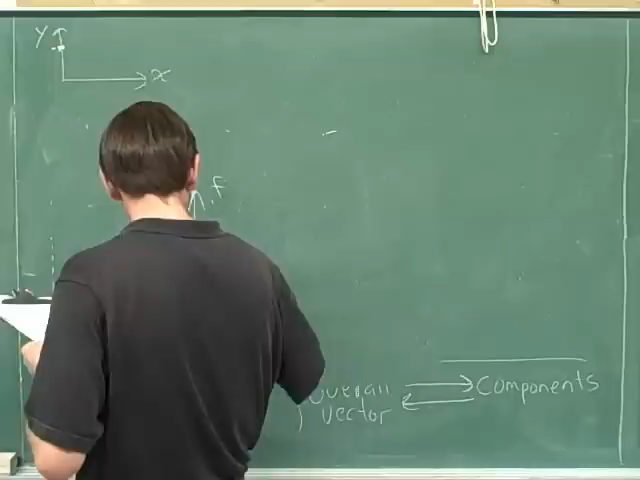 Y
x
F
Overall
Vector
Components